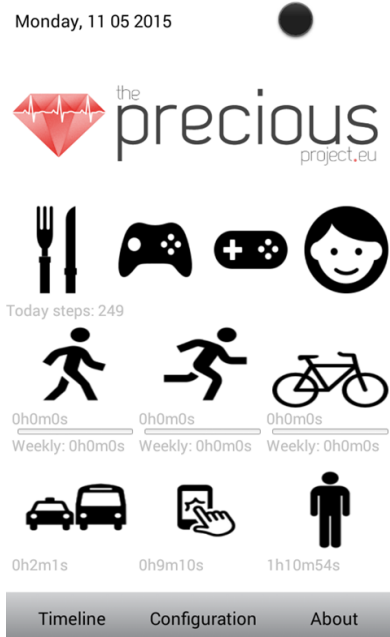 Monday, 11 05 2015
the
precious
project.eu
Today steps: 249
0h0m0s 0h0m0s 0h0m0s
Weekly: 0h0m0s Weekly: 0h0m0s Weekly: 0h0m0s
0h2m1s 0h9m10s 1h10m54s
Timeline Configuration About